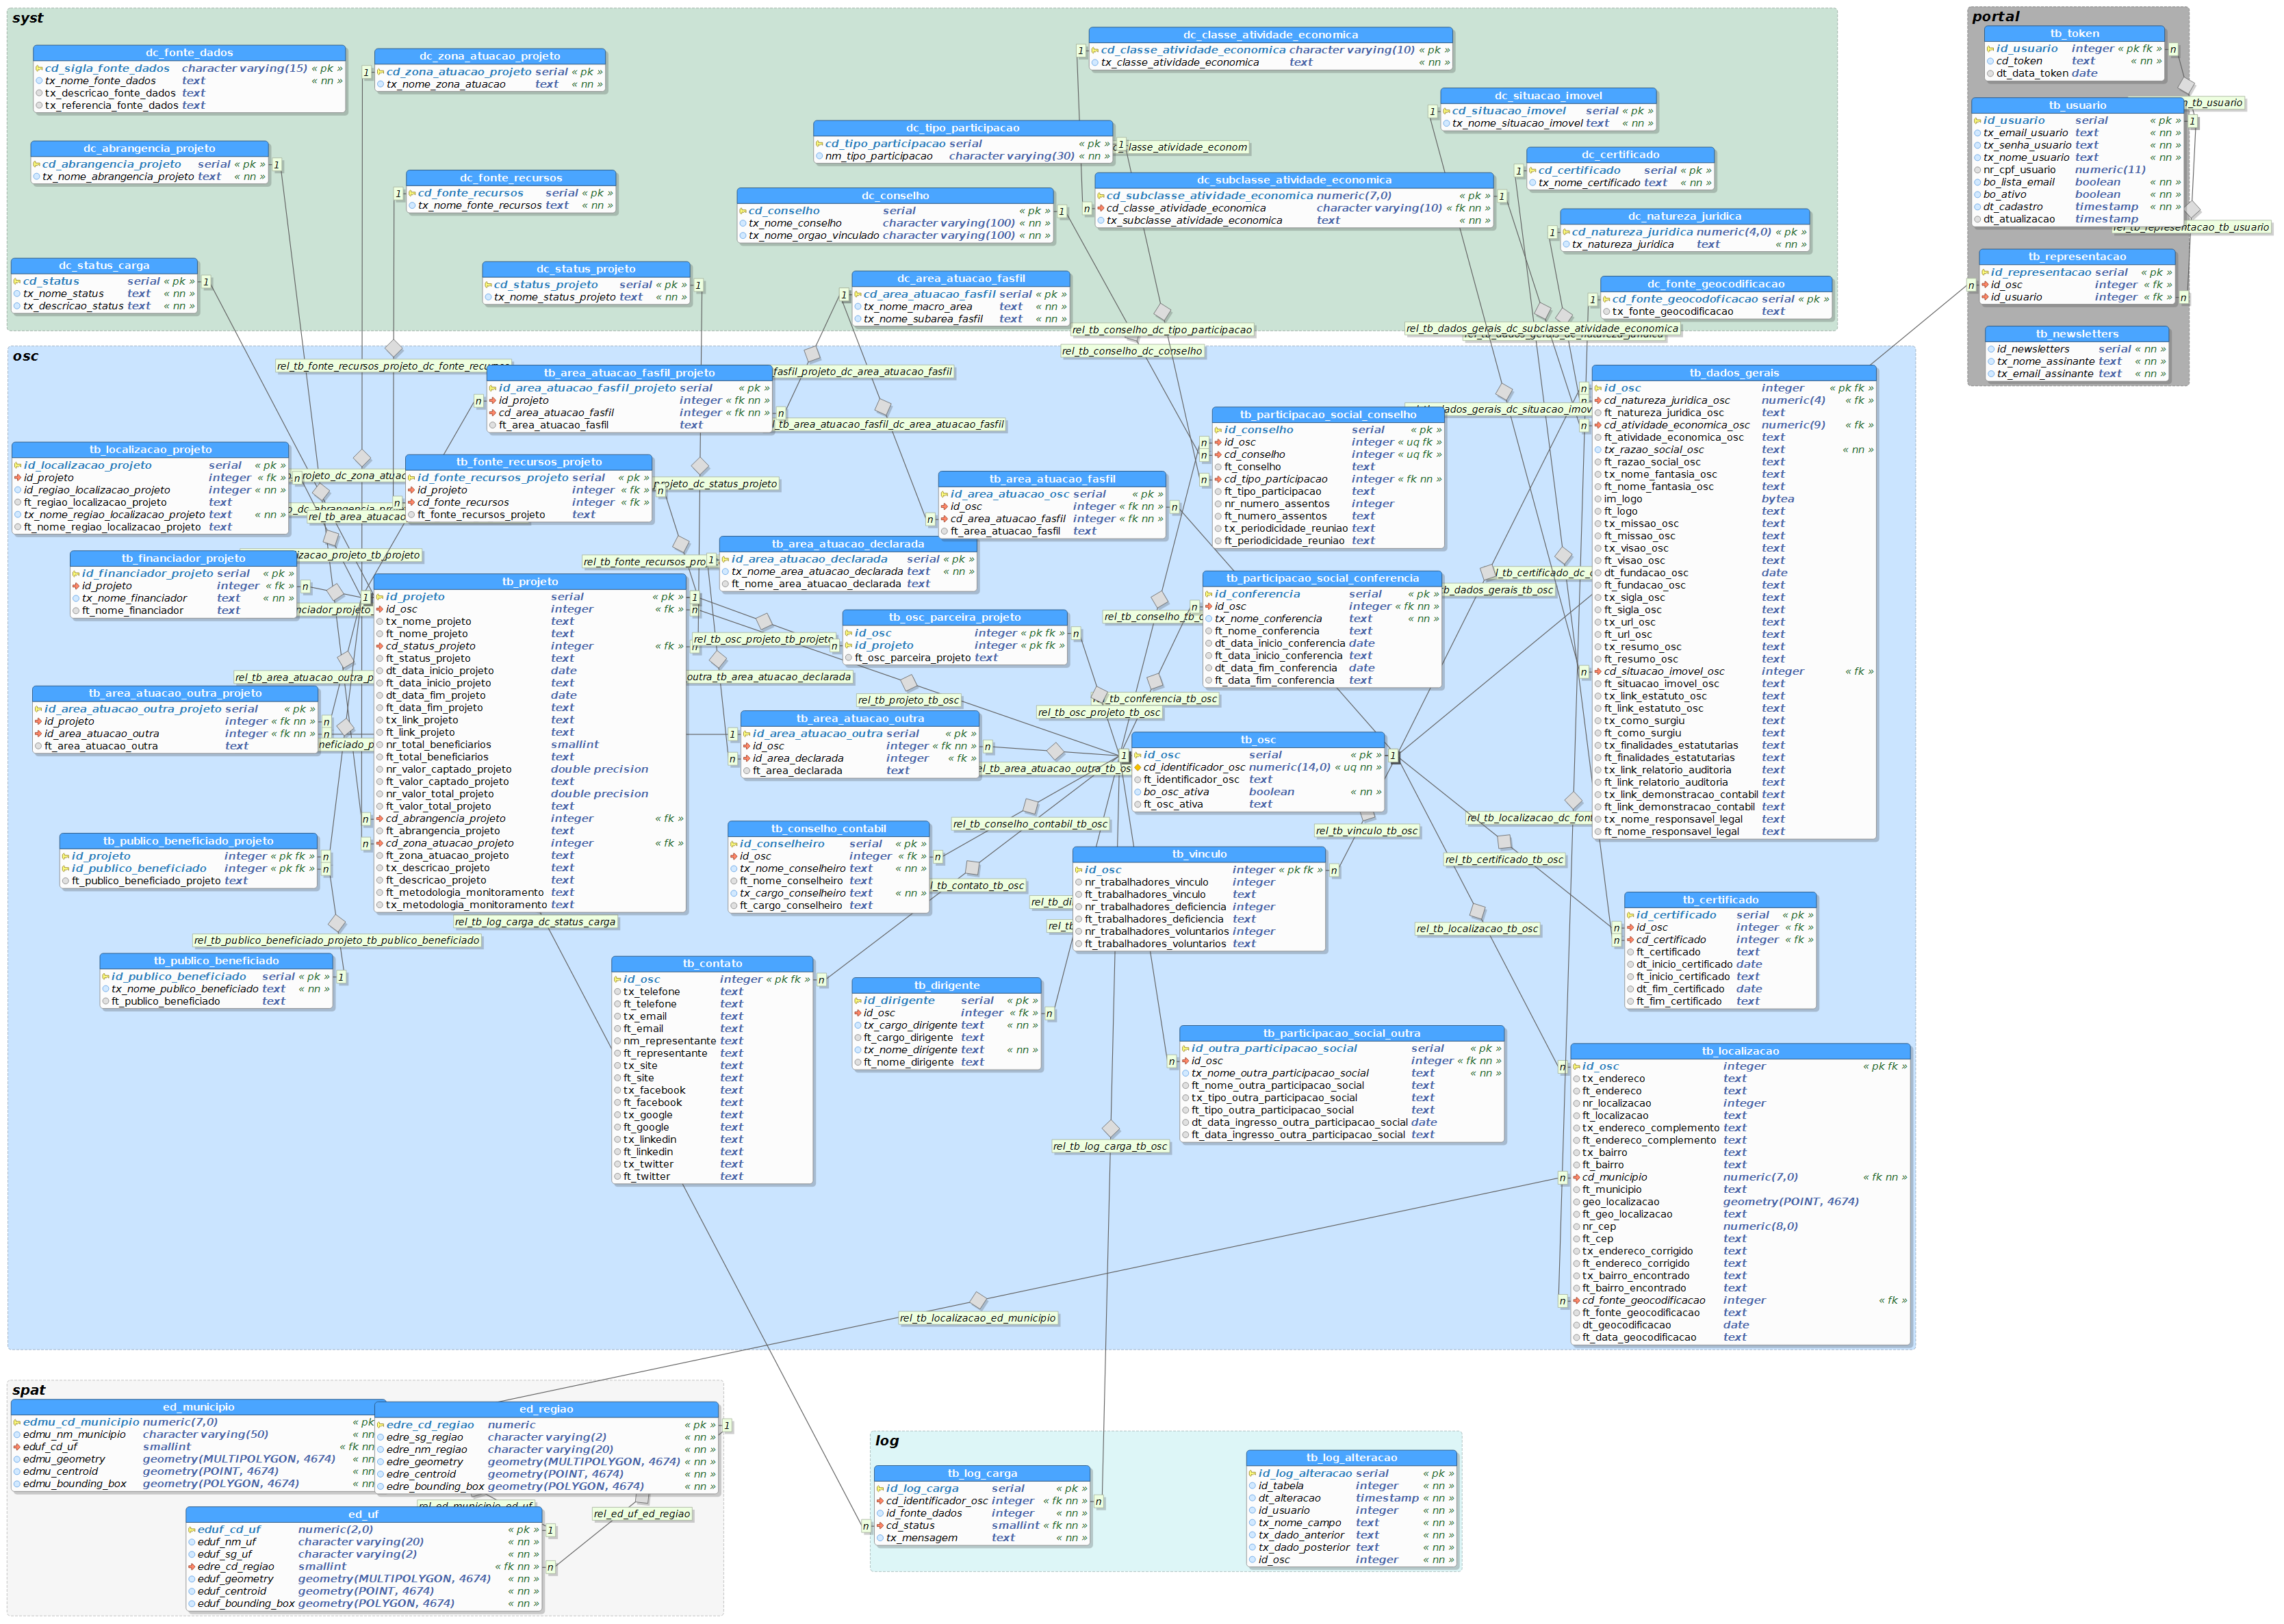 syst
dc_fonte_dados
cd_sigla_fonte_dados character varying(15) « pk »
tx_nome_fonte_dados text « nn »
tx_descricao_fonte_dados text
tx_referencia_fonte_dados text
dc_zona_atuacao_projeto
cd_zona_atuacao_projeto serial « pk »
tx_nome_zona_atuacao text « nn »
dc_classe_atividade_economica
cd_classe_atividade_economica character varying(10) « pk »
tx_classe_atividade_economica text « nn »
dc_situacao_imovel
cd_situacao_imovel serial « pk »
tx_nome_situacao_imovel text « nn »
dc_tipo_participacao
cd_tipo_participacao serial « pk »
nm_tipo_participacao character varying(30) « nn »
dc_abrangencia_projeto
cd_abrangencia_projeto serial « pk »
tx_nome_abrangencia_projeto text « nn »
dc_certificado
cd_certificado serial « pk »
tx_nome_certificado text « nn »
dc_fonte_recursos
cd_fonte_recursos serial « pk »
tx_nome_fonte_recursos text « nn »
dc_conselho
cd_conselho serial « pk »
tx_nome_conselho character varying(100) « nn »
tx_nome_orgao_vinculado character varying(100) « nn »
dc_subclasse_atividade_economica
cd_subclasse_atividade_economica numeric(7,0) « pk »
cd_classe_atividade_economica character varying(10) « fk nn »
tx_subclasse_atividade_economica text « nn »
dc_natureza_juridica
cd_natureza_juridica numeric(4,0) « pk »
tx_natureza_juridica text « nn »
dc_status_carga
cd_status serial « pk »
tx_nome_status text « nn »
tx_descricao_status text « nn »
dc_status_projeto
cd_status_projeto serial « pk »
tx_nome_status_projeto text « nn »
dc_area_atuacao_fasfil
cd_area_atuacao_fasfil serial « pk »
tx_nome_macro_area text « nn »
tx_nome_subarea_fasfil text « nn »
dc_fonte_geocodificacao
cd_fonte_geocodoficacao serial « pk »
tx_fonte_geocodificacao text
portal
tb_token
id_usuario integer « pk fk »
cd_token text « nn »
dt_data_token date
tb_usuario
id_usuario serial « pk »
tx_email_usuario text « nn »
tx_senha_usuario text « nn »
tx_nome_usuario text « nn »
nr_cpf_usuario numeric(11)
bo_lista_email boolean « nn »
bo_ativo boolean « nn »
dt_cadastro timestamp « nn »
dt_atualizacao timestamp
rel_tb_representacao_tb_usuario
tb_representacao
id_representacao serial « pk »
id_osc integer « fk »
id_usuario integer « fk »
tb_newsletters
id_newsletters serial « nn »
tx_nome_assinante text « nn »
tx_email_assinante text « nn »
rel_tb_conselho_dc_tipo_participacao
rel_tb_dados_gerais_dc_subclasse_atividade_economica
rel_tb_conselho_dc_conselho
osc
tb_area_atuacao_fasfil_projeto
id_area_atuacao_fasfil_projeto serial « pk »
id_projeto integer « fk nn »
cd_area_atuacao_fasfil integer « fk nn »
ft_area_atuacao_fasfil text
tb_localizacao_projeto
id_localizacao_projeto serial « pk »
id_projeto integer « fk »
id_regiao_localizacao_projeto integer « nn »
ft_regiao_localizacao_projeto text
tx_nome_regiao_localizacao_projeto text « nn »
ft_nome_regiao_localizacao_projeto text
tb_fonte_recursos_projeto
id_fonte_recursos_projeto serial « pk »
id_projeto integer « fk »
cd_fonte_recursos integer « fk »
ft_fonte_recursos_projeto text
tb_area_atuacao_fasfil
id_area_atuacao_osc serial « pk »
id_osc integer « fk nn »
cd_area_atuacao_fasfil integer « fk nn »
ft_area_atuacao_fasfil text
tb_participacao_social_conselho
id_conselho serial « pk »
id_osc integer « uq fk »
cd_conselho integer « uq fk »
ft_conselho text
cd_tipo_participacao integer « fk nn »
ft_tipo_participacao text
nr_numero_assentos integer
ft_numero_assentos text
tx_periodicidade_reuniao text
ft_periodicidade_reuniao text
tb_dados_gerais
id_osc integer « pk fk »
cd_natureza_juridica_osc numeric(4) « fk »
ft_natureza_juridica_osc text
cd_atividade_economica_osc numeric(9) « fk »
ft_atividade_economica_osc text
tx_razao_social_osc text « nn »
ft_razao_social_osc text
tx_nome_fantasia_osc text
ft_nome_fantasia_osc text
im_logo bytea
ft_logo text
tx_missao_osc text
ft_missao_osc text
tx_visao_osc text
ft_visao_osc text
dt_fundacao_osc date
ft_fundacao_osc text
tx_sigla_osc text
ft_sigla_osc text
tx_url_osc text
ft_url_osc text
tx_resumo_osc text
ft_resumo_osc text
cd_situacao_imovel_osc integer « fk »
ft_situacao_imovel_osc text
tx_link_estatuto_osc text
ft_link_estatuto_osc text
tx_como_surgiu text
ft_como_surgiu text
tx_finalidades_estatutarias text
ft_finalidades_estatutarias text
tx_link_relatorio_auditoria text
ft_link_relatorio_auditoria text
tx_link_demonstracao_contabil text
ft_link_demonstracao_contabil text
tx_nome_responsavel_legal text
ft_nome_responsavel_legal text
tb_financiador_projeto
id_financiador_projeto serial « pk »
id_projeto integer « fk »
tx_nome_financiador text « nn »
ft_nome_financiador text
tb_area_atuacao_declarada
id_area_atuacao_declarada serial « pk »
tx_nome_area_atuacao_declarada text « nn »
ft_nome_area_atuacao_declarada text
tb_projeto
id_projeto serial « pk »
id_osc integer « fk »
tx_nome_projeto text
ft_nome_projeto text
cd_status_projeto integer « fk »
ft_status_projeto text
dt_data_inicio_projeto date
ft_data_inicio_projeto text
dt_data_fim_projeto date
ft_data_fim_projeto text
tx_link_projeto text
ft_link_projeto text
nr_total_beneficiarios smallint
ft_total_beneficiarios text
nr_valor_captado_projeto double precision
ft_valor_captado_projeto text
nr_valor_total_projeto double precision
ft_valor_total_projeto text
cd_abrangencia_projeto integer « fk »
ft_abrangencia_projeto text
cd_zona_atuacao_projeto integer « fk »
ft_zona_atuacao_projeto text
tx_descricao_projeto text
ft_descricao_projeto text
ft_metodologia_monitoramento text
tx_metodologia_monitoramento text
tb_participacao_social_conferencia
id_conferencia serial « pk »
id_osc integer « fk nn »
tx_nome_conferencia text « nn »
ft_nome_conferencia text
dt_data_inicio_conferencia date
ft_data_inicio_conferencia text
dt_data_fim_conferencia date
ft_data_fim_conferencia text
tb_osc_parceira_projeto
id_osc integer « pk fk »
id_projeto integer « pk fk »
ft_osc_parceira_projeto text
rel_tb_osc_projeto_tb_projeto
rel_tb_projeto_tb_osc
rel_tb_osc_projeto_tb_osc
tb_area_atuacao_outra_projeto
id_area_atuacao_outra_projeto serial « pk »
id_projeto integer « fk nn »
id_area_atuacao_outra integer « fk nn »
ft_area_atuacao_outra text
tb_area_atuacao_outra
id_area_atuacao_outra serial « pk »
id_osc integer « fk nn »
id_area_declarada integer « fk »
ft_area_declarada text
tb_osc
id_osc serial « pk »
cd_identificador_osc numeric(14,0) « uq nn »
ft_identificador_osc text
bo_osc_ativa boolean « nn »
ft_osc_ativa text
rel_tb_conselho_contabil_tb_osc
rel_tb_vinculo_tb_osc
rel_tb_certificado_tb_osc
tb_publico_beneficiado_projeto
id_projeto integer « pk fk »
id_publico_beneficiado integer « pk fk »
ft_publico_beneficiado_projeto text
tb_conselho_contabil
id_conselheiro serial « pk »
id_osc integer « fk »
tx_nome_conselheiro text « nn »
ft_nome_conselheiro text
tx_cargo_conselheiro text « nn »
ft_cargo_conselheiro text
tb_vinculo
id_osc integer « pk fk »
nr_trabalhadores_vinculo integer
ft_trabalhadores_vinculo text
nr_trabalhadores_deficiencia integer
ft_trabalhadores_deficiencia text
nr_trabalhadores_voluntarios integer
ft_trabalhadores_voluntarios text
tb_certificado
id_certificado serial « pk »
id_osc integer « fk »
cd_certificado integer « fk »
ft_certificado text
dt_inicio_certificado date
ft_inicio_certificado text
dt_fim_certificado date
ft_fim_certificado text
rel_tb_log_carga_dc_status_carga
rel_tb_localizacao_tb_osc
rel_tb_publico_beneficiado_projeto_tb_publico_beneficiado
tb_publico_beneficiado
id_publico_beneficiado serial « pk »
tx_nome_publico_beneficiado text « nn »
ft_publico_beneficiado text
tb_contato
id_osc integer « pk fk »
tx_telefone text
ft_telefone text
tx_email text
ft_email text
nm_representante text
ft_representante text
tx_site text
ft_site text
tx_facebook text
ft_facebook text
tx_google text
ft_google text
tx_linkedin text
ft_linkedin text
tx_twitter text
ft_twitter text
tb_dirigente
id_dirigente serial « pk »
id_osc integer « fk »
tx_cargo_dirigente text « nn »
ft_cargo_dirigente text
tx_nome_dirigente text « nn »
ft_nome_dirigente text
tb_participacao_social_outra
id_outra_participacao_social serial « pk »
id_osc integer « fk nn »
tx_nome_outra_participacao_social text « nn »
ft_nome_outra_participacao_social text
tx_tipo_outra_participacao_social text
ft_tipo_outra_participacao_social text
dt_data_ingresso_outra_participacao_social date
ft_data_ingresso_outra_participacao_social text
rel_tb_log_carga_tb_osc
tb_localizacao
id_osc integer « pk fk »
tx_endereco text
ft_endereco text
nr_localizacao integer
ft_localizacao text
tx_endereco_complemento text
ft_endereco_complemento text
tx_bairro text
ft_bairro text
cd_municipio numeric(7,0) « fk nn »
ft_municipio text
geo_localizacao geometry(POINT, 4674)
ft_geo_localizacao text
nr_cep numeric(8,0)
ft_cep text
tx_endereco_corrigido text
ft_endereco_corrigido text
tx_bairro_encontrado text
ft_bairro_encontrado text
cd_fonte_geocodificacao integer « fk »
ft_fonte_geocodificacao text
dt_geocodificacao date
ft_data_geocodificacao text
rel_tb_localizacao_ed_municipio
spat
ed_municipio
edmu_cd_municipio numeric(7,0) « pk
edmu_nm_municipio character varying(50) « nn
eduf_cd_uf smallint « fk nn
edmu_geometry geometry(MULTIPOLYGON, 4674) « nn
edmu_centroid geometry(POINT, 4674) « nn
edmu_bounding_box geometry(POLYGON, 4674) « nn
ed_regiao
edre_cd_regiao numeric « pk »
edre_sg_regiao character varying(2) « nn »
edre_nm_regiao character varying(20) « nn »
edre_geometry geometry(MULTIPOLYGON, 4674) « nn »
edre_centroid geometry(POINT, 4674) « nn »
edre_bounding_box geometry(POLYGON, 4674) « nn »
rel_ed_uf_ed_regiao
ed_uf
eduf_cd_uf numeric(2,0) « pk »
eduf_nm_uf character varying(20) « nn »
eduf_sg_uf character varying(2) « nn »
edre_cd_regiao smallint « fk nn »
eduf_geometry geometry(MULTIPOLYGON, 4674) « nn »
eduf_centroid geometry(POINT, 4674) « nn »
eduf_bounding_box geometry(POLYGON, 4674) « nn »
log
tb_log_carga
id_log_carga serial « pk »
cd_identificador_osc integer « fk nn »
id_fonte_dados integer « nn »
cd_status smallint « fk nn »
tx_mensagem text « nn »
tb_log_alteracao
id_log_alteracao serial « pk »
id_tabela integer « nn »
dt_alteracao timestamp « nn »
id_usuario integer « nn »
tx_nome_campo text « nn »
tx_dado_anterior text « nn »
tx_dado_posterior text « nn »
id_osc integer « nn »